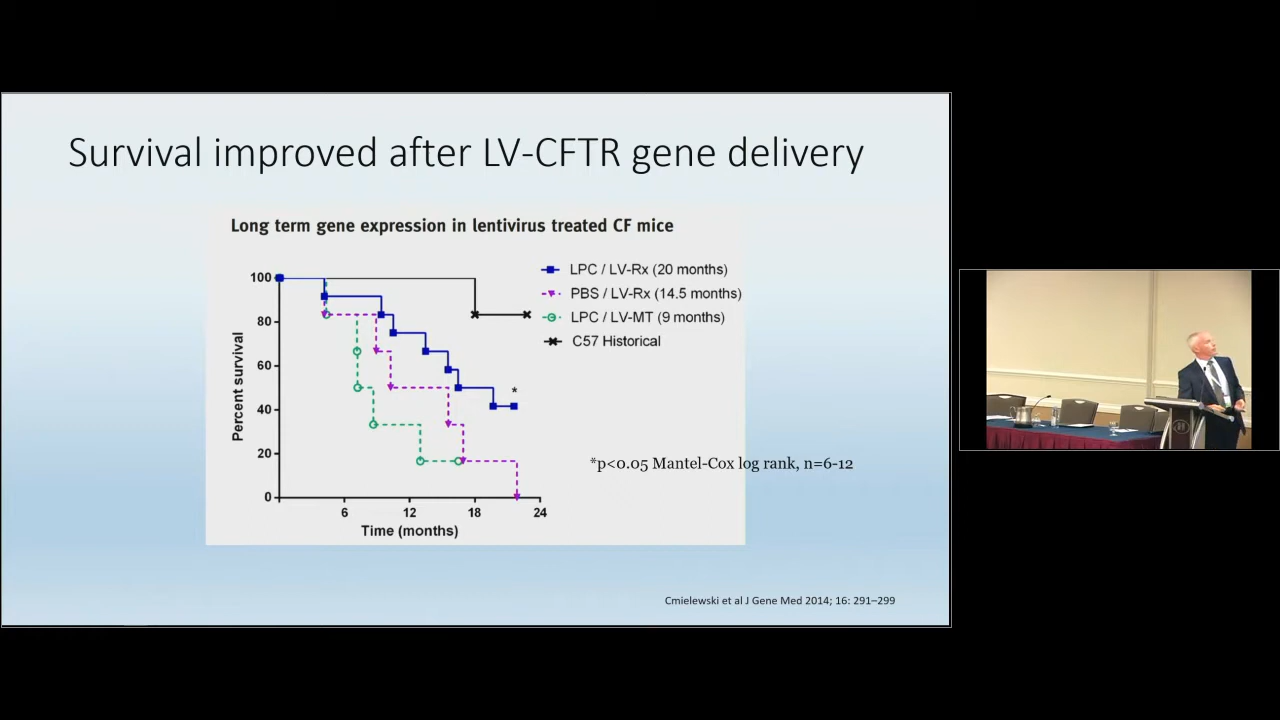 Survival improved after LV-CFTR gene delivery
Long term gene expression in lentivirus treated CF mice
LPC / LV-Rx (20 months)
PBS / LV-Rx (14.5 months)
LPC / LV-MT (9 months)
C57 Historical
Percent survival
100
80
60
40
20
0
*
6 12 18 24
Time (months)
*p<0.05 Mantel-Cox log rank, n=6-12
Cmielewski et al J Gene Med 2014; 16: 291–299